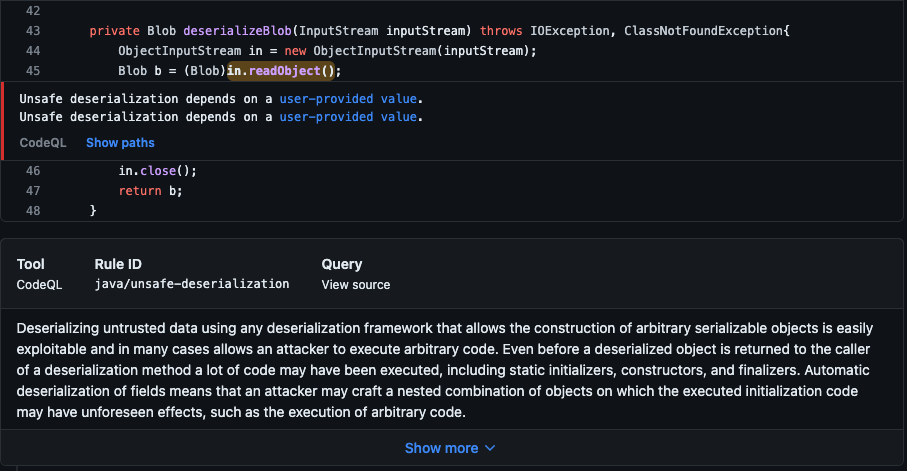 42
43 private Blob deserializeBlob(InputStream inputStream) throws IOException, ClassNotFoundException{
44 ObjectInputStream in = new ObjectInputStream(inputStream);
45 Blob b = (Blob)in.readObject();
Unsafe deserialization depends on a user-provided value.
Unsafe deserialization depends on a user-provided value.
CodeQL Show paths
46 in.close();
47 return b;
48 }
Tool Rule ID Query
CodeQL java/unsafe-deserialization View source
Deserializing untrusted data using any deserialization framework that allows the construction of arbitrary serializable objects is easily
exploitable and in many cases allows an attacker to execute arbitrary code. Even before a deserialized object is returned to the caller
of a deserialization method a lot of code may have been executed, including static initializers, constructors, and finalizers. Automatic
deserialization of fields means that an attacker may craft a nested combination of objects on which the executed initialization code
may have unforeseen effects, such as the execution of arbitrary code.
Show more